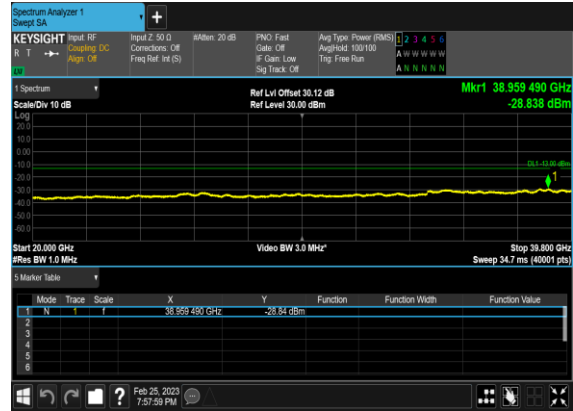 Spectrum Analyzer 1
Swept SA
+
KEYSIGHT Input: RF Input Z: 50 Ω #Atten: 20 dB PNO: Fast Avg Type: Power (RMS) 1 2 3 4 5 6
R T Coupling: DC Corrections: Off Gate: Off Avg|Hold: 100/100 A W W W W W
Align: Off Freq Ref: Int (S) IF Gain: Low Trig: Free Run
Sig Track: Off A N N N N N
1 Spectrum Ref Lvl Offset 30.12 dB Mkr1 38.959 490 GHz
Scale/Div 10 dB Ref Level 30.00 dBm -28.838 dBm
Log
20.0
10.0
0.00
-10.0 DL1 -13.00 dBm
-20.0 1
-30.0
-40.0
-50.0
-60.0
Start 20.000 GHz Video BW 3.0 MHz* Stop 39.800 GHz
#Res BW 1.0 MHz Sweep 34.7 ms (40001 pts)
5 Marker Table
Mode Trace Scale X Y Function Function Width Function Value
1 N 1 f 38.959 490 GHz -28.84 dBm
2
3
4
5
6
? Feb 25, 2023
7:57:59 PM